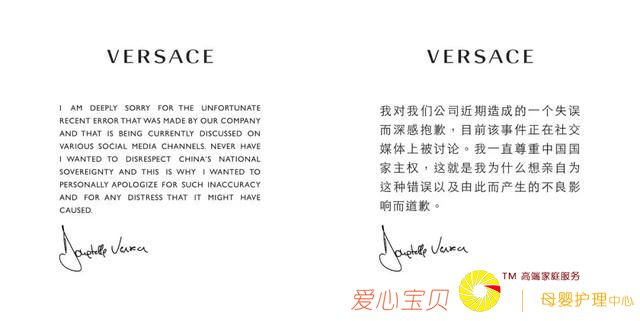 VERSACE
I AM DEEPLY SORRY FOR THE UNFORTUNATE
RECENT ERROR THAT WAS MADE BY OUR COMPANY
AND THAT IS BEING CURRENTLY DISCUSSED ON
VARIOUS SOCIAL MEDIA CHANNELS. NEVER HAVE
I WANTED TO DISRESPECT CHINA'S NATIONAL
SOVEREIGNTY AND THIS IS WHY I WANTED TO
PERSONALLY APOLOGIZE FOR SUCH INACCURACY
AND FOR ANY DISTRESS THAT IT MIGHT HAVE
CAUSED.
Donatella Versace
VERSACE
我对我们公司近期造成的一个失误
而深感抱歉，目前该事件正在社交
媒体上被讨论。我一直尊重中国国
家主权，这就是我为什么想亲自为
这种错误以及由此而产生的不良影
响而道歉。
Donatella Versace
爱心宝贝
TM 高端家庭服务
母婴护理中心